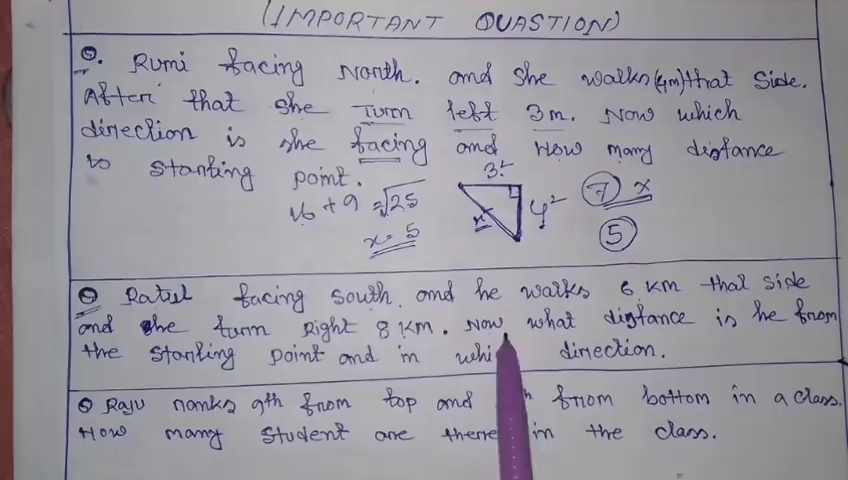 (IMPORTANT QUASTION)
Q. Rumi facing North. and she walks (4m) that side.
After that she Turn left 3m. Now which
direction is she facing and How many distance
to starting point.
16 + 9 = √25
x = 5
3²
4²
x²
7 x
5
Q Ratul facing south. and he walks 6 KM that side
and she turn Right 8 KM. Now what distance is he from
the starting point and in direction.
Q Raju ranks 9th from top and from bottom in a class.
How many student are there in the class.